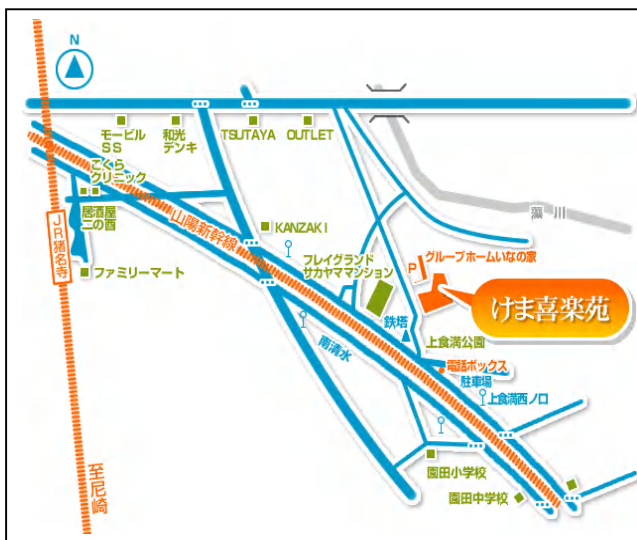 N
モービル
SS
和光
デンキ
TSUTAYA
OUTLET
こくら
クリニック
居酒屋
二の酉
JR猪名寺
ファミリーマート
山陽新幹線
KANZAKI
フレイグランド
サカヤママンション
藻川
P
グループホームいなの家
けま喜楽苑
鉄塔
上食満公園
電話ボックス
駐車場
上食満西ノ口
南清水
園田小学校
園田中学校
至尼崎